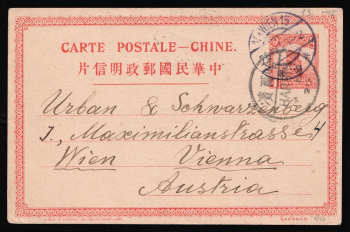 CARTE POSTALE—CHINE.
片信明政郵國民華中
Urban & Schwarzenberg
I., Maximilianstrasse 4
Wien Vienna
Austria